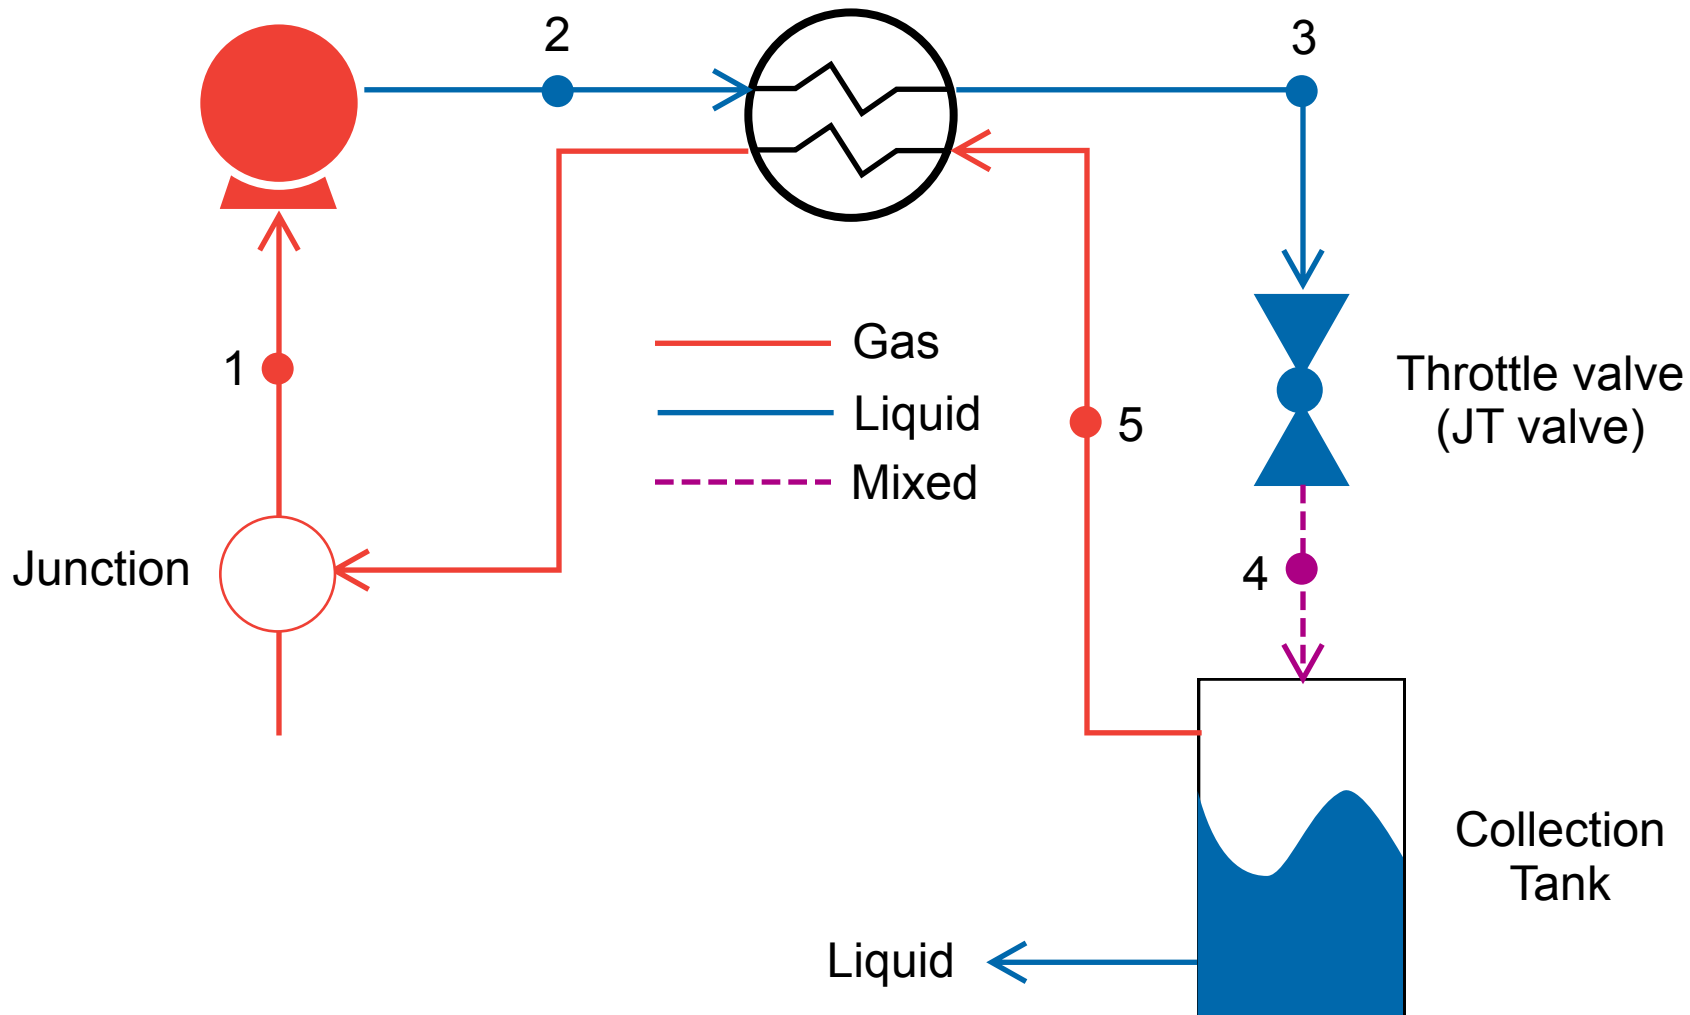 2
3
1
Gas
Liquid
Mixed
5
Throttle valve
(JT valve)
Junction
4
Collection
Tank
Liquid